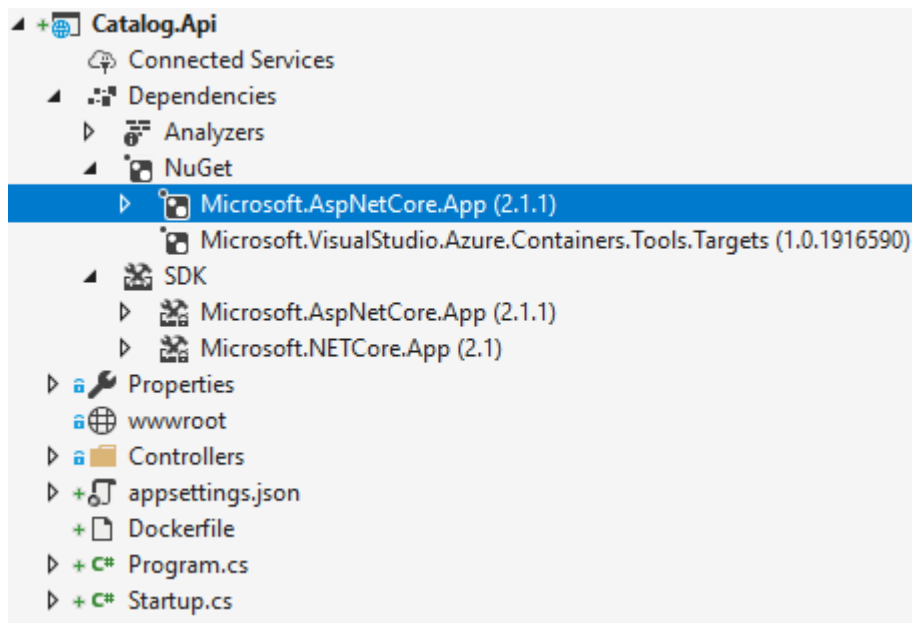 Catalog.Api
Connected Services
Dependencies
Analyzers
NuGet
Microsoft.AspNetCore.App (2.1.1)
Microsoft.VisualStudio.Azure.Containers.Tools.Targets (1.0.1916590)
SDK
Microsoft.AspNetCore.App (2.1.1)
Microsoft.NETCore.App (2.1)
Properties
wwwroot
Controllers
appsettings.json
Dockerfile
C# Program.cs
C# Startup.cs